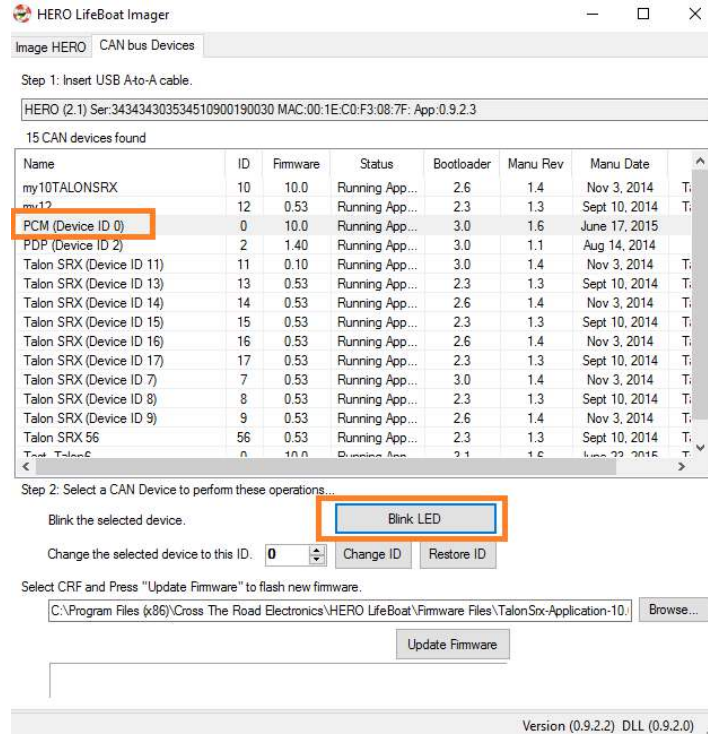 HERO LifeBoat Imager
Image HERO CAN bus Devices
Step 1: Insert USB A-to-A cable.
HERO (2.1) Ser:343434303534510900190030 MAC:00:1E:C0:F3:08:7F: App:0.9.2.3
15 CAN devices found
Name ID Firmware Status Bootloader Manu Rev Manu Date
my10TALONSRX 10 10.0 Running App... 2.6 1.4 Nov 3, 2014
my12 12 0.53 Running App... 2.3 1.3 Sept 10, 2014
PCM (Device ID 0) 0 10.0 Running App... 3.0 1.6 June 17, 2015
PDP (Device ID 2) 2 1.40 Running App... 3.0 1.1 Aug 14, 2014
Talon SRX (Device ID 11) 11 0.10 Running App... 3.0 1.4 Nov 3, 2014
Talon SRX (Device ID 13) 13 0.53 Running App... 2.3 1.3 Sept 10, 2014
Talon SRX (Device ID 14) 14 0.53 Running App... 2.6 1.4 Nov 3, 2014
Talon SRX (Device ID 15) 15 0.53 Running App... 2.3 1.3 Sept 10, 2014
Talon SRX (Device ID 16) 16 0.53 Running App... 2.6 1.4 Nov 3, 2014
Talon SRX (Device ID 17) 17 0.53 Running App... 2.3 1.3 Sept 10, 2014
Talon SRX (Device ID 7) 7 0.53 Running App... 3.0 1.4 Nov 3, 2014
Talon SRX (Device ID 8) 8 0.53 Running App... 2.3 1.3 Sept 10, 2014
Talon SRX (Device ID 9) 9 0.53 Running App... 2.6 1.4 Nov 3, 2014
Talon SRX 56 56 0.53 Running App... 2.3 1.3 Sept 10, 2014
Step 2: Select a CAN Device to perform these operations...
Blink the selected device. Blink LED
Change the selected device to this ID. 0 Change ID Restore ID
Select CRF and Press "Update Firmware" to flash new firmware.
C:\Program Files (x86)\Cross The Road Electronics\HERO LifeBoat\Firmware Files\TalonSrx-Application-10. Browse...
Update Firmware
Version (0.9.2.2) DLL (0.9.2.0)